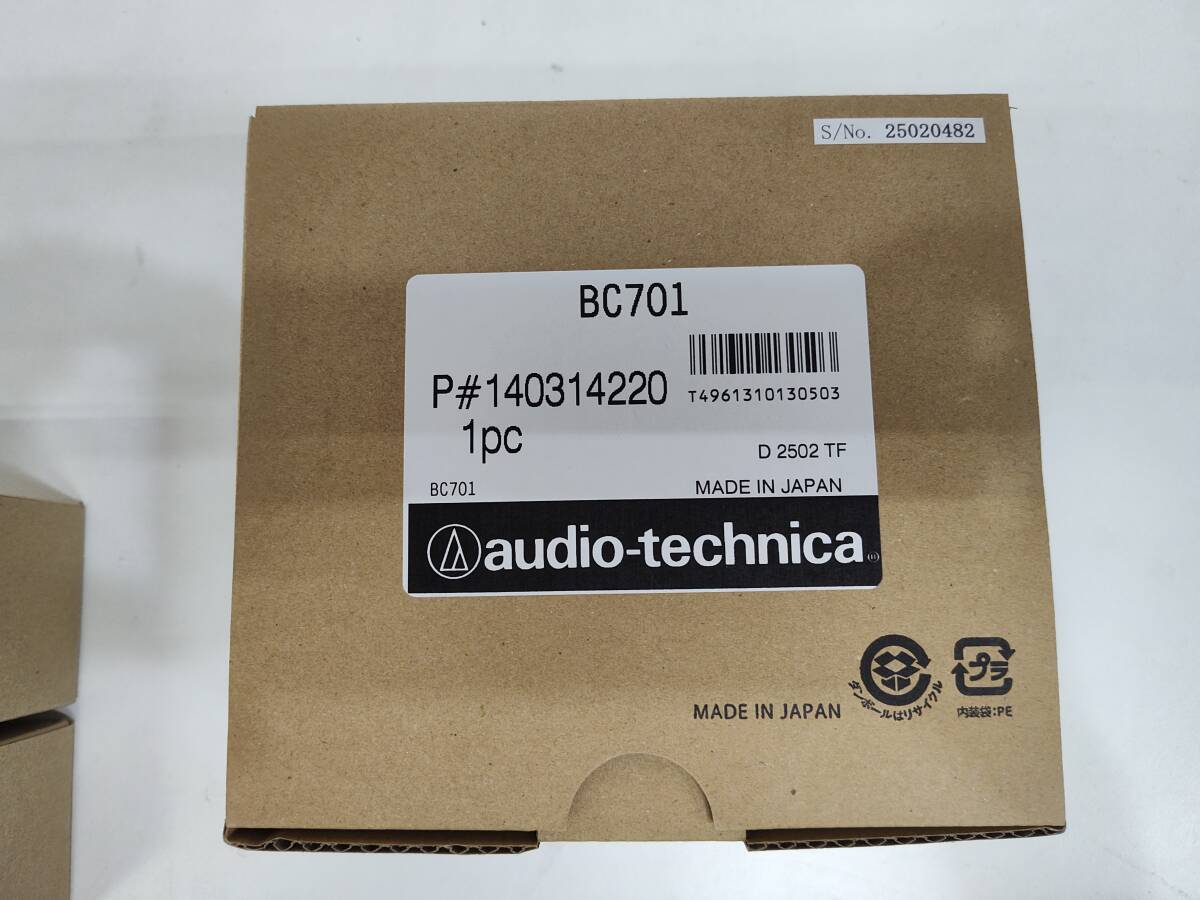 S/No. 25020482
BC701
P#140314220
T4961310130503
1pc
D 2502 TF
BC701
MADE IN JAPAN
audio-technica
MADE IN JAPAN
ダンボールはリサイクル
プラ
内装袋:PE